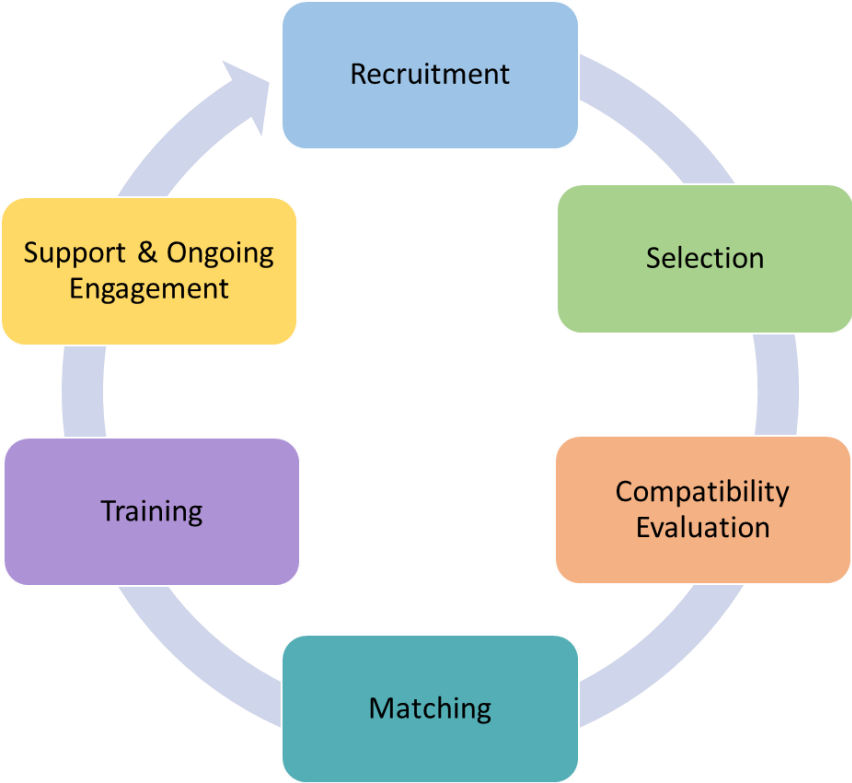 Recruitment
Selection
Compatibility
Evaluation
Matching
Training
Support & Ongoing
Engagement